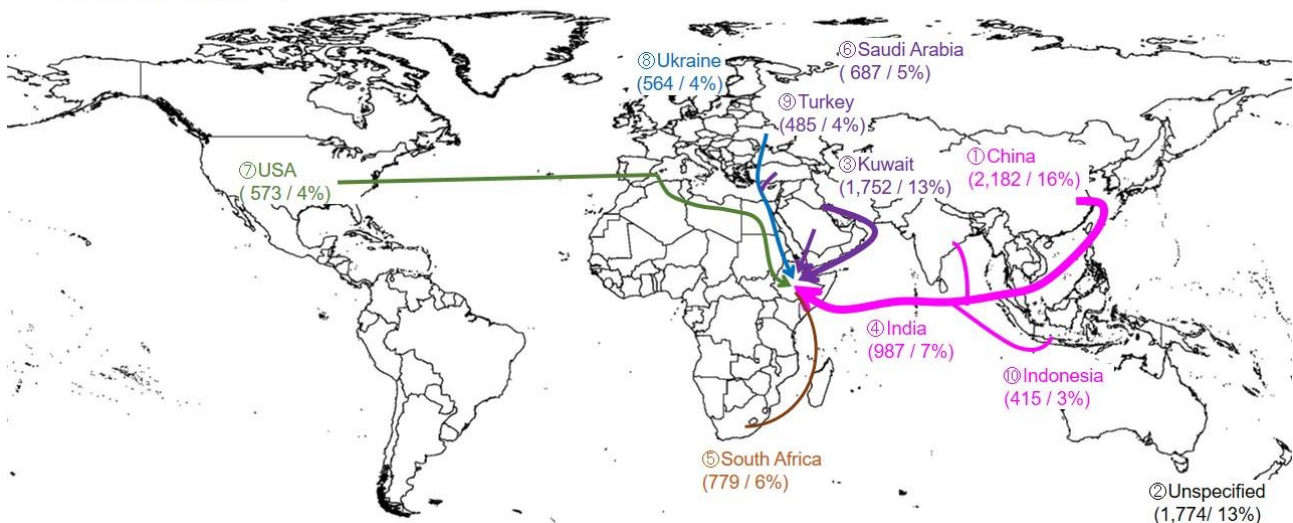 ⑧Ukraine
(564 / 4%)
⑥Saudi Arabia
( 687 / 5%)
⑨Turkey
(485 / 4%)
⑦USA
( 573 / 4%)
③Kuwait
(1,752 / 13%)
①China
(2,182 / 16%)
④India
(987 / 7%)
⑩Indonesia
(415 / 3%)
⑤South Africa
(779 / 6%)
②Unspecified
(1,774/ 13%)